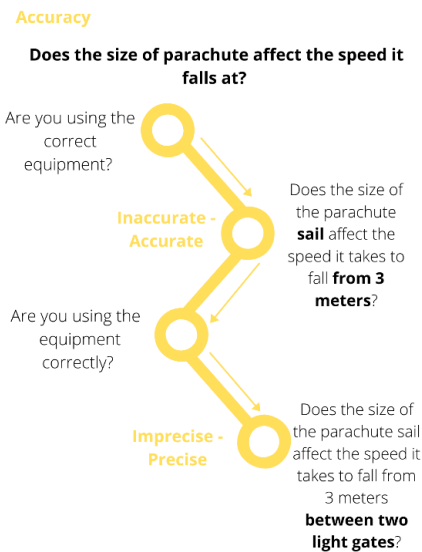 Accuracy
Does the size of parachute affect the speed it
falls at?
Are you using the
correct
equipment?
Inaccurate -
Accurate
Does the size of
the parachute
sail affect the
speed it takes to
fall from 3
meters?
Are you using the
equipment
correctly?
Imprecise -
Precise
Does the size of
the parachute sail
affect the speed it
takes to fall from
3 meters
between two
light gates?